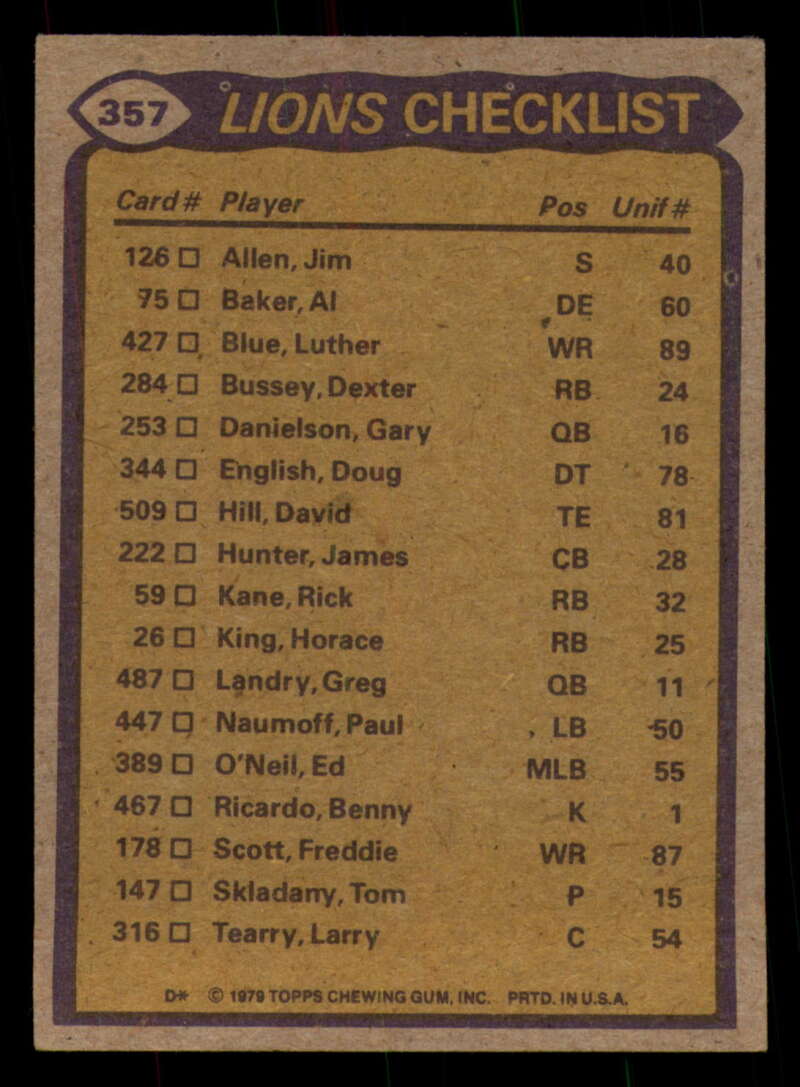 357 LIONS CHECKLIST
Card # Player Pos Unif #
126 □ Allen, Jim S 40
75 □ Baker, Al DE 60
427 □ Blue, Luther WR 89
284 □ Bussey, Dexter RB 24
253 □ Danielson, Gary QB 16
344 □ English, Doug DT 78
509 □ Hill, David TE 81
222 □ Hunter, James CB 28
59 □ Kane, Rick RB 32
26 □ King, Horace RB 25
487 □ Landry, Greg QB 11
447 □ Naumoff, Paul LB 50
389 □ O'Neil, Ed MLB 55
467 □ Ricardo, Benny K 1
178 □ Scott, Freddie WR 87
147 □ Skladany, Tom P 15
316 □ Tearry, Larry C 54
D* © 1979 TOPPS CHEWING GUM, INC. PRTD. IN U.S.A.